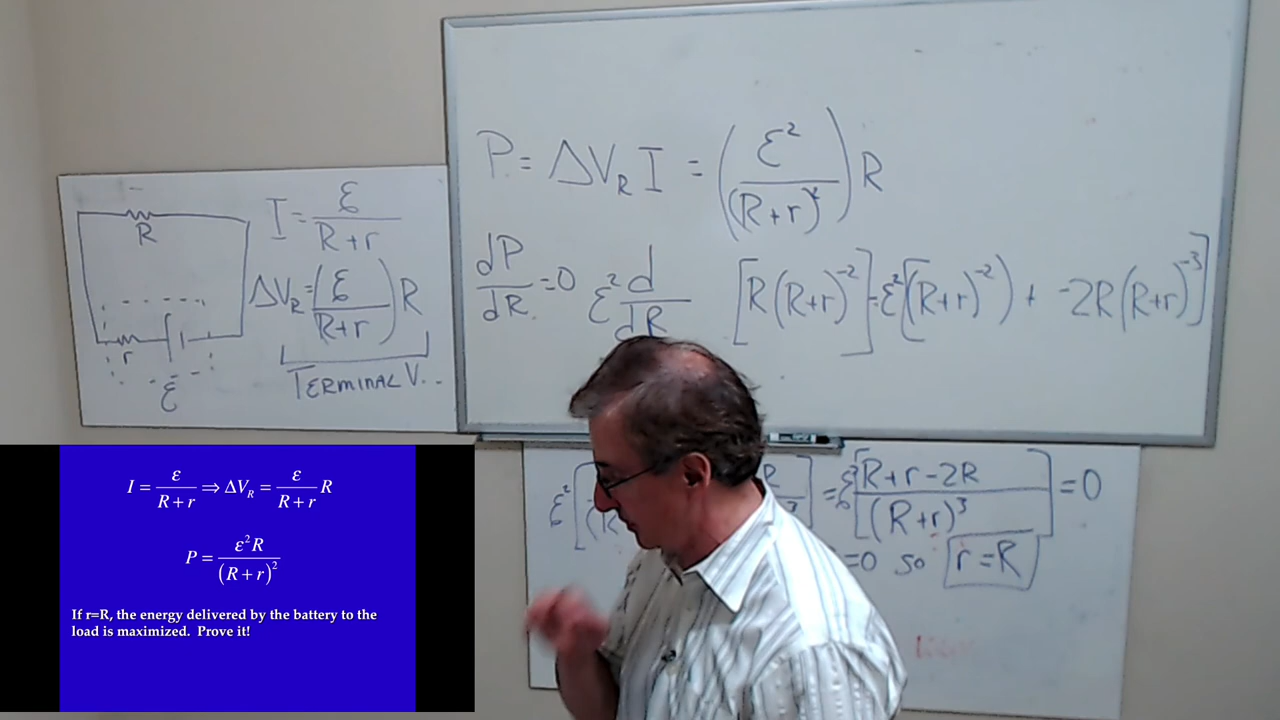 R
r
ε
I = ε / (R+r)
ΔV_R = (ε / (R+r)) R
TERMINAL V..
P = ΔV_R I = (ε² / (R+r)²) R
dP/dR = 0 ε² d/dR [R(R+r)⁻²] = ε²[(R+r)⁻²) + -2R(R+r)⁻³]
= ε² [R+r-2R / (R+r)³] = 0
=0 so r=R
I = ε / (R+r) ⇒ ΔV_R = ε / (R+r) R
P = ε²R / (R+r)²
If r=R, the energy delivered by the battery to the
load is maximized. Prove it!